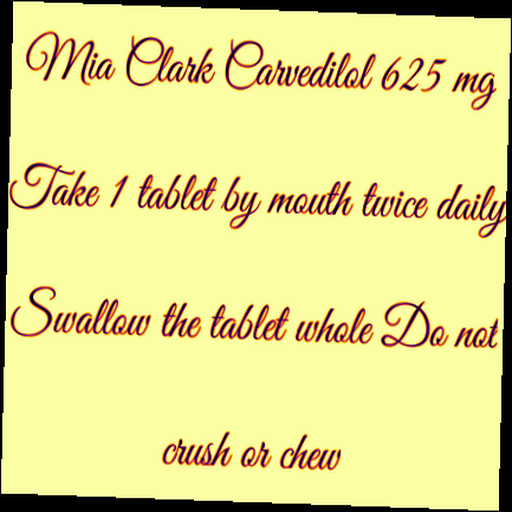 Mia Clark Carvedilol 625 mg
Take 1 tablet by mouth twice daily
Swallow the tablet whole Do not
crush or chew